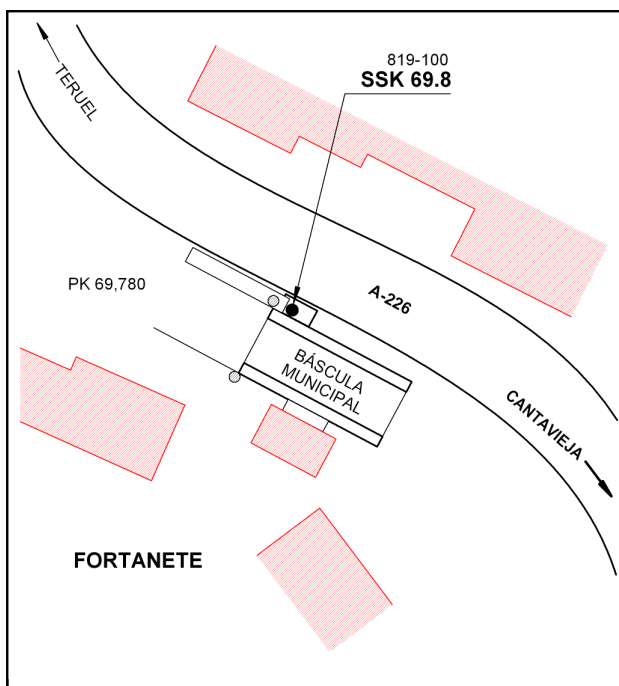 819-100
SSK 69.8
TERUEL
PK 69,780
A-226
BÁSCULA
MUNICIPAL
CANTAVIEJA
FORTANETE